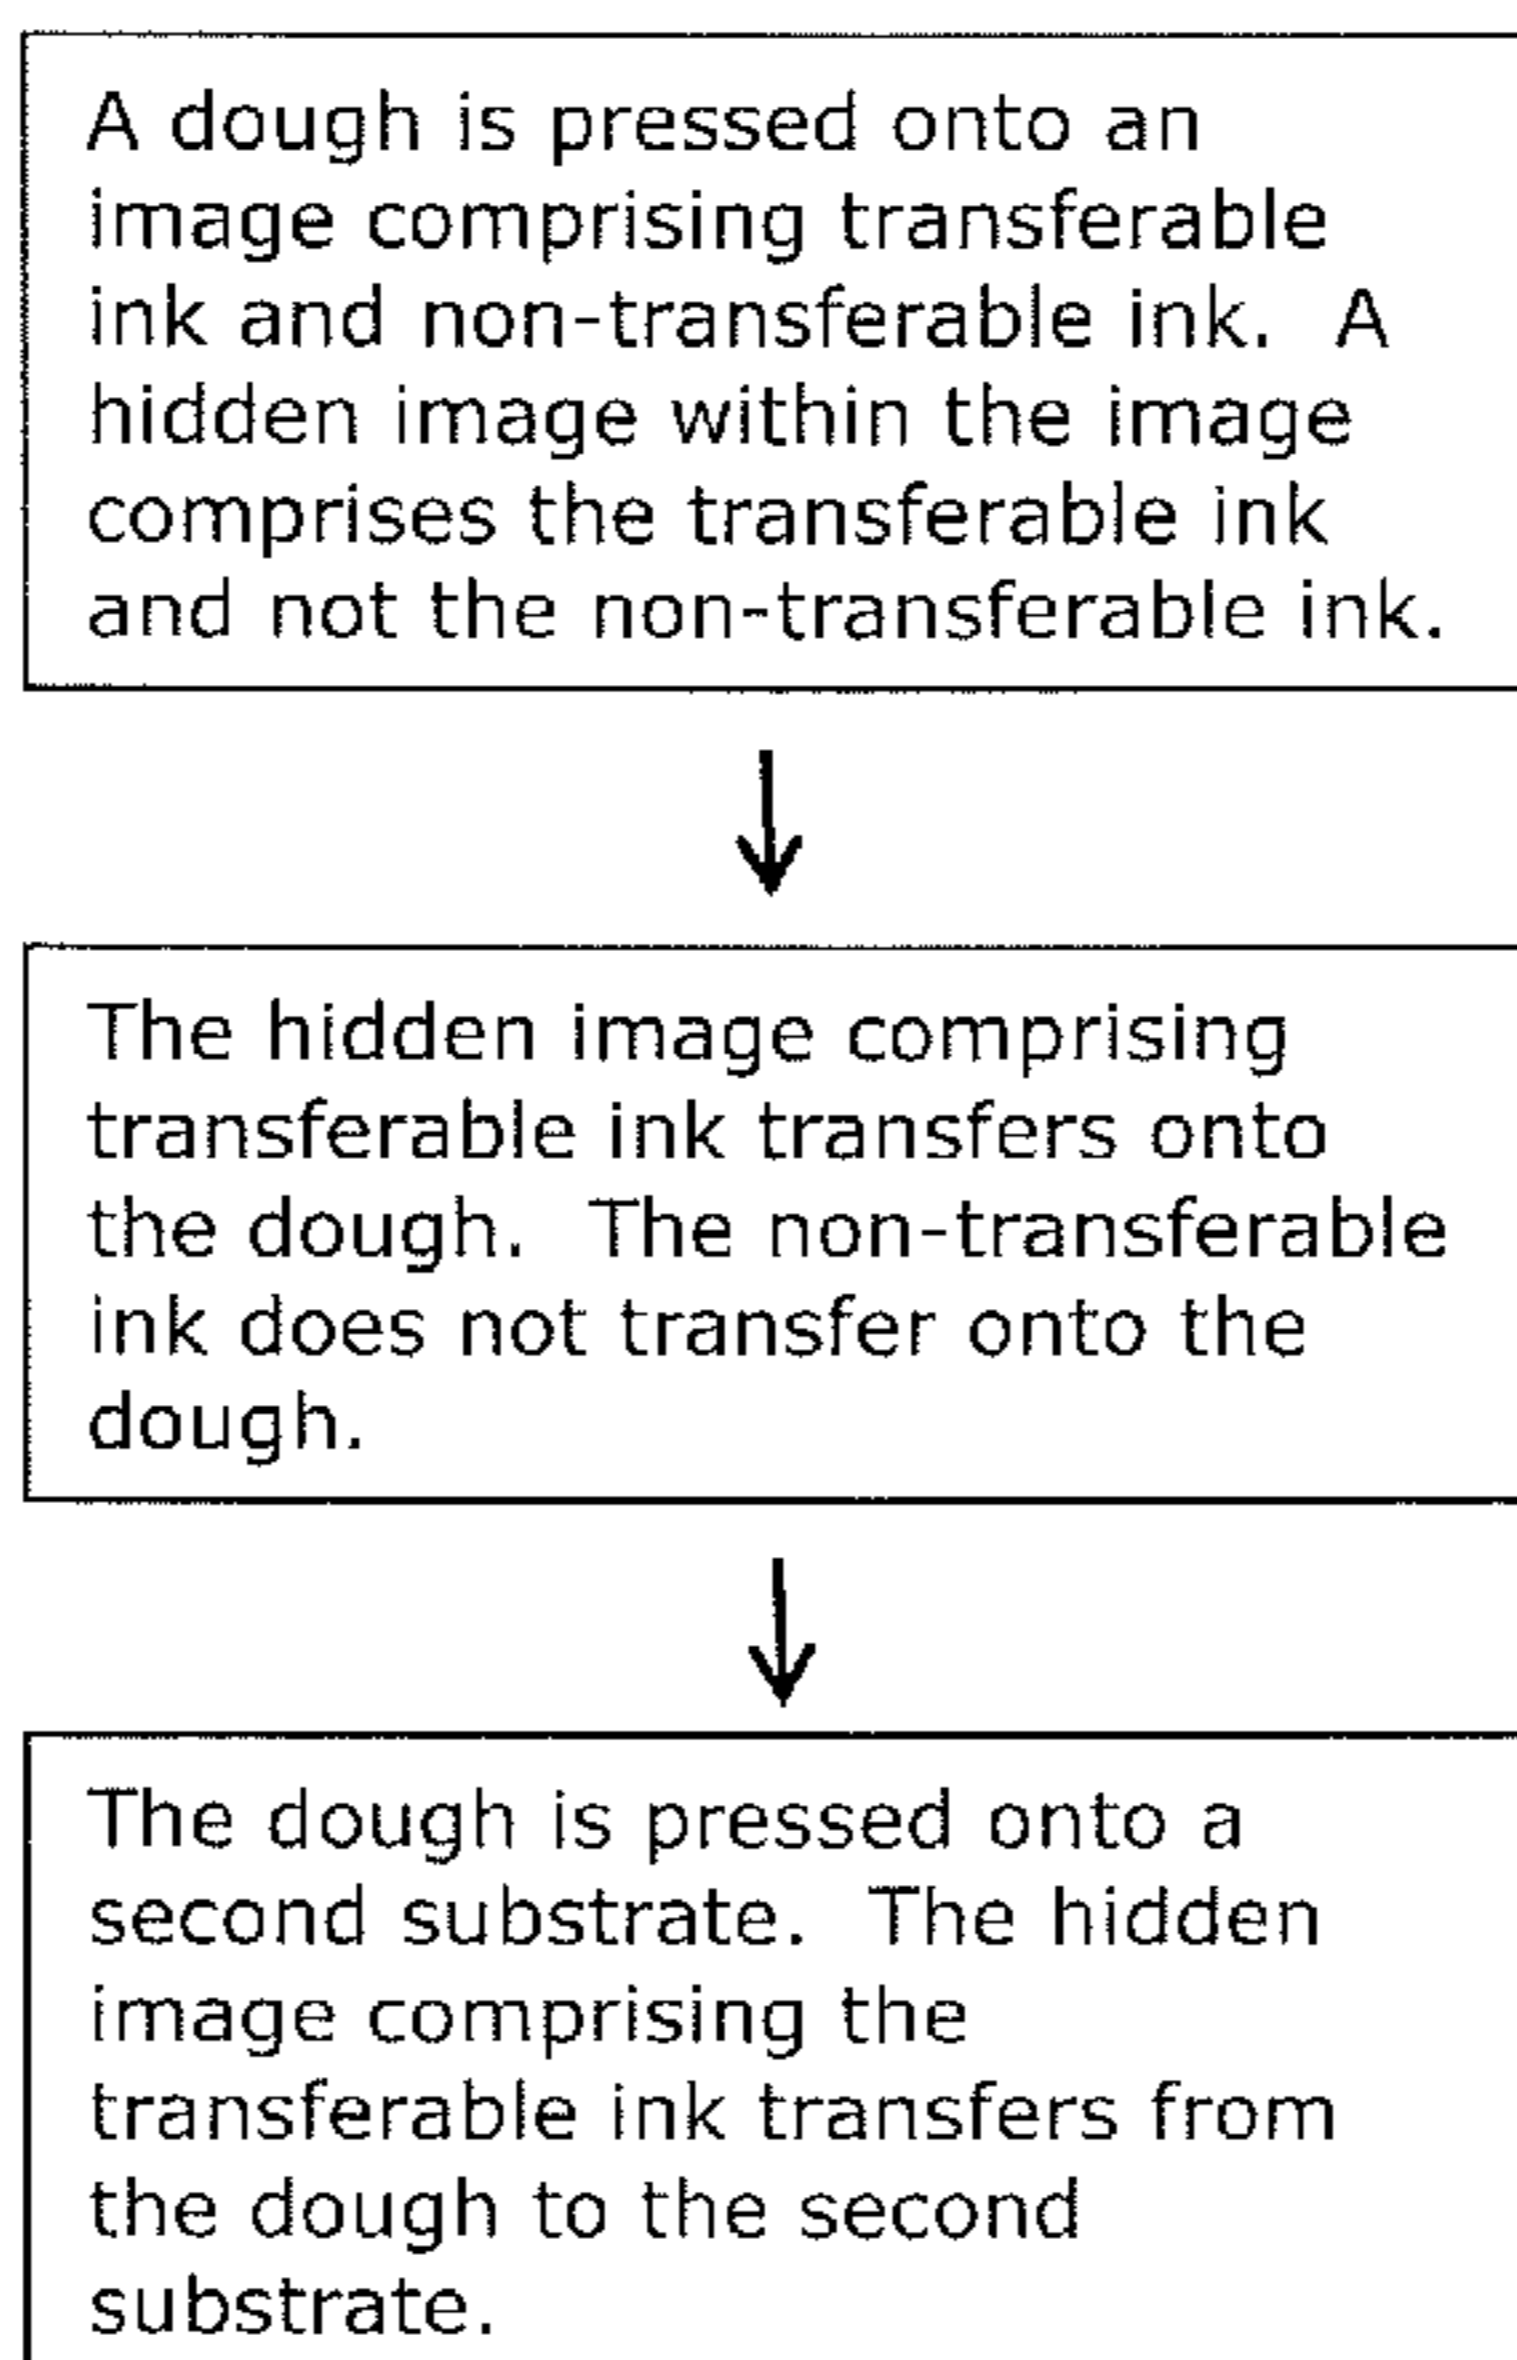 A dough is pressed onto an
image comprising transferable
ink and non-transferable ink.  A
hidden image within the image
comprises the transferable ink
and not the non-transferable ink.
The hidden image comprising
transferable ink transfers onto
the dough.  The non-transferable
ink does not transfer onto the
dough.
The dough is pressed onto a
second substrate.  The hidden
image comprising the
transferable ink transfers from
the dough to the second
substrate.